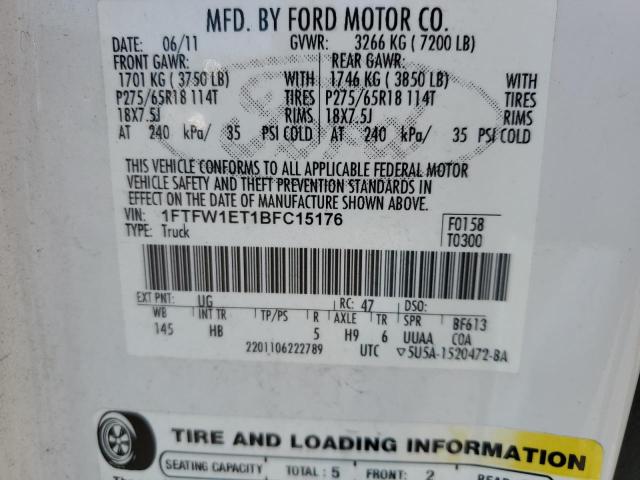 MFD. BY FORD MOTOR CO.
DATE: 06/11 GVWR: 3266 KG ( 7200 LB)
FRONT GAWR: REAR GAWR:
1701 KG ( 3750 LB) WITH 1746 KG ( 3850 LB) WITH
P275/65R18 114T TIRES P275/65R18 114T TIRES
18X7.5J RIMS 18X7.5J RIMS
AT 240 kPa/ 35 PSI COLD AT 240 kPa/ 35 PSI COLD
THIS VEHICLE CONFORMS TO ALL APPLICABLE FEDERAL MOTOR
VEHICLE SAFETY AND THEFT PREVENTION STANDARDS IN
EFFECT ON THE DATE OF MANUFACTURE SHOWN ABOVE.
VIN: 1FTFW1ET1BFC15176 F0158
TYPE: Truck T0300
EXT PNT: UG RC: 47 DSO:
WB INT TR TP/PS R AXLE TR SPR BF613
145 HB 5 H9 6 UUAA COA
2201106222789 UTC ▽5U5A-1520472-BA
TIRE AND LOADING INFORMATION
SEATING CAPACITY TOTAL : 5 FRONT: 2